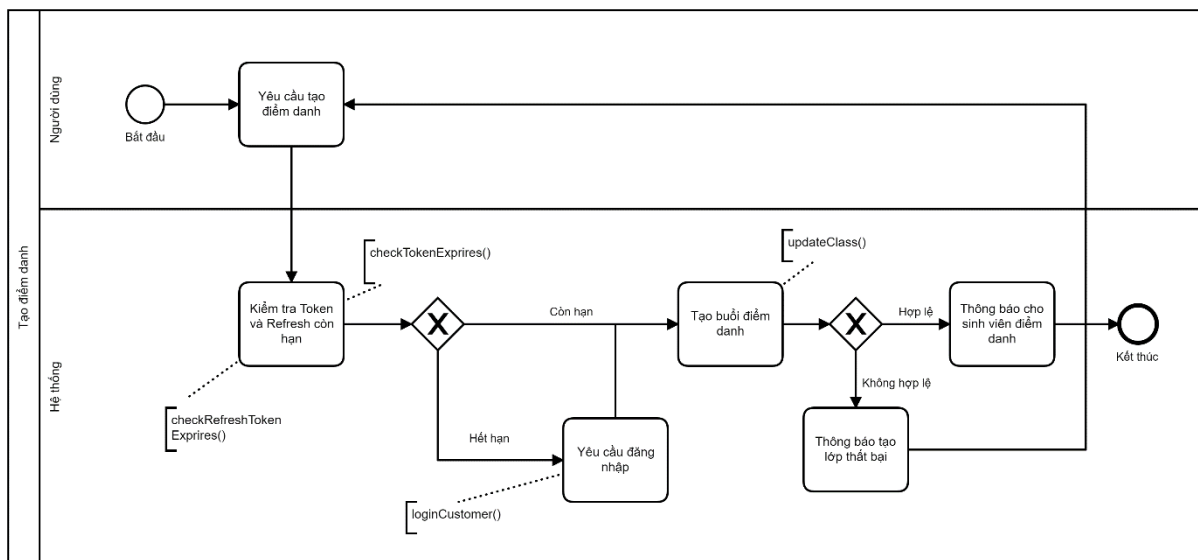 Tạo điểm danh
Người dùng
Bắt đầu
Yêu cầu tạo
điểm danh
Hệ thống
Kiểm tra Token
và Refresh còn
hạn
checkTokenExprires()
checkRefreshToken
Exprires()
Còn hạn
Hết hạn
Yêu cầu đăng
nhập
loginCustomer()
Tạo buổi điểm
danh
updateClass()
Hợp lệ
Không hợp lệ
Thông báo cho
sinh viên điểm
danh
Thông báo tạo
lớp thất bại
Kết thúc